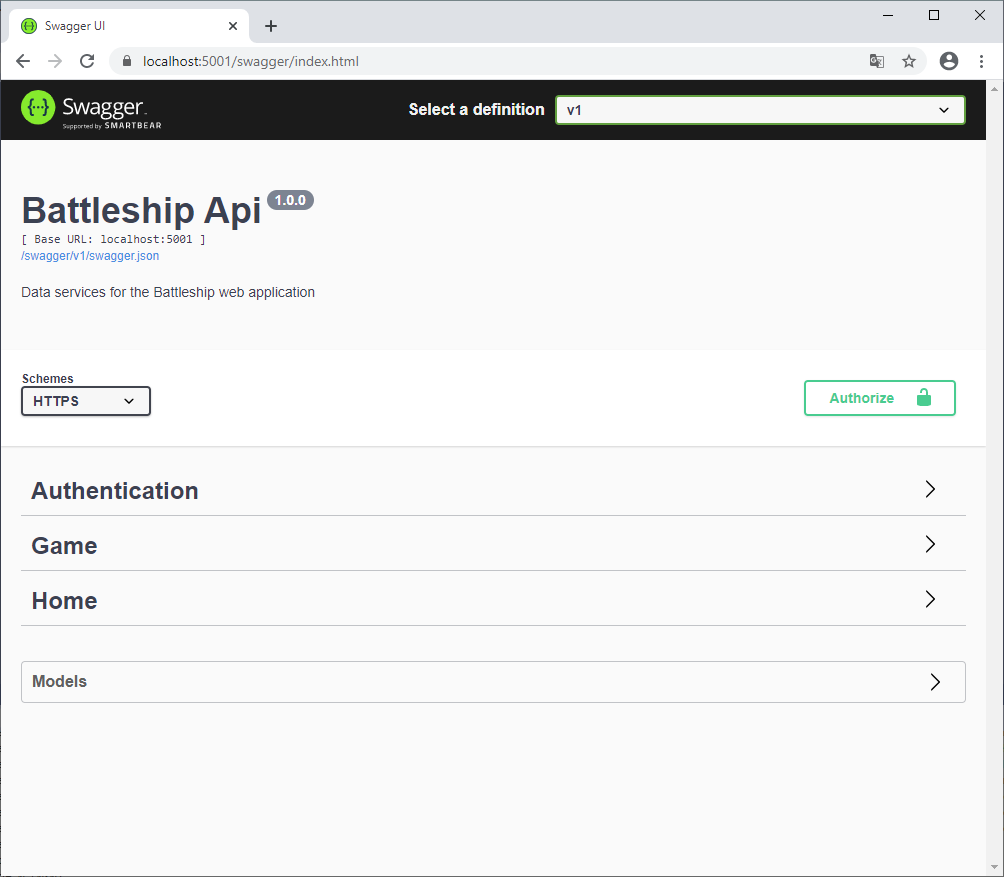 Swagger UI
localhost:5001/swagger/index.html
Swagger
Supported by SMARTBEAR
Select a definition
v1
Battleship Api 1.0.0
[ Base URL: localhost:5001 ]
/swagger/v1/swagger.json
Data services for the Battleship web application
Schemes
HTTPS
Authorize
Authentication
Game
Home
Models